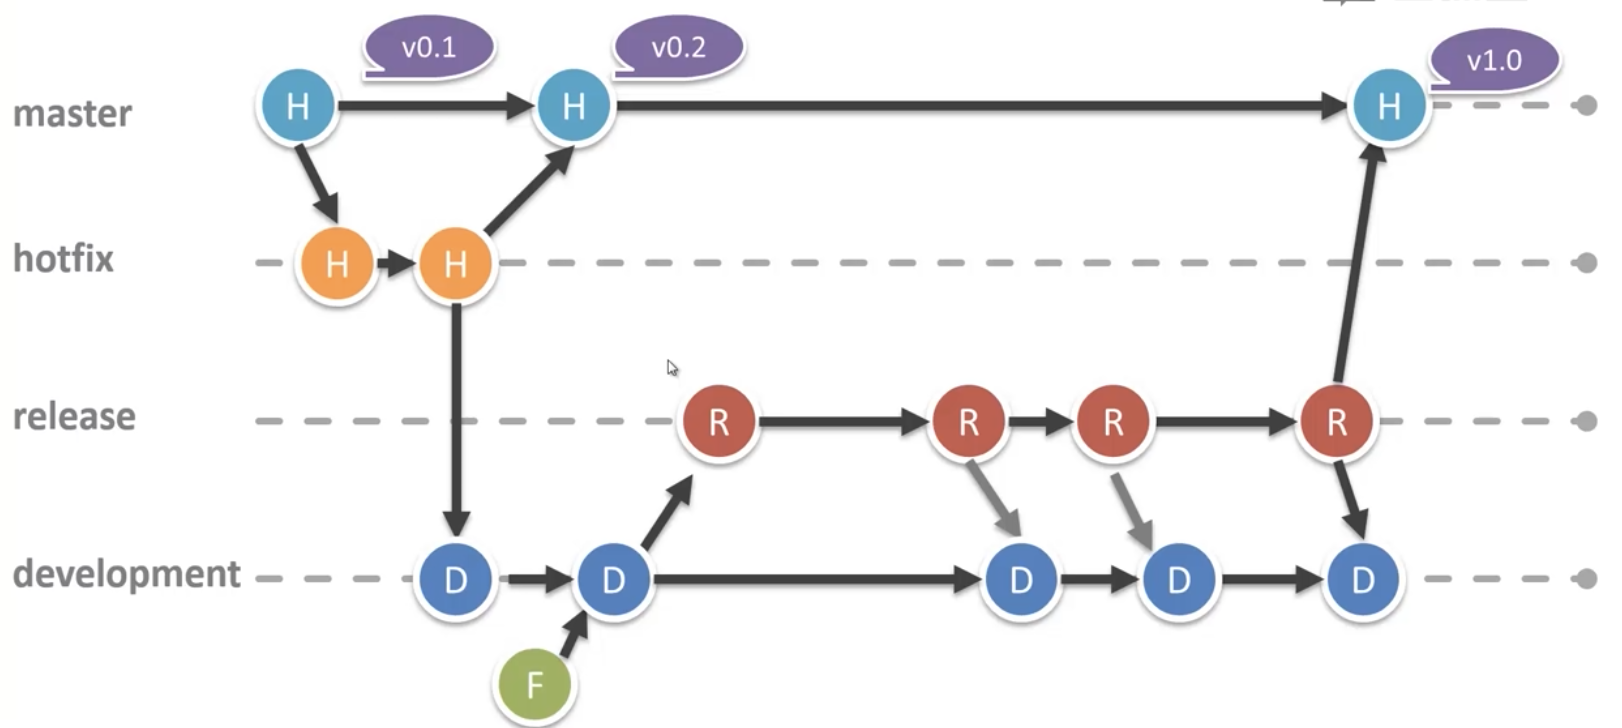 v0.1
v0.2
v1.0
master
H
H
H
hotfix
H
H
release
R
R
R
R
development
D
D
D
D
D
F